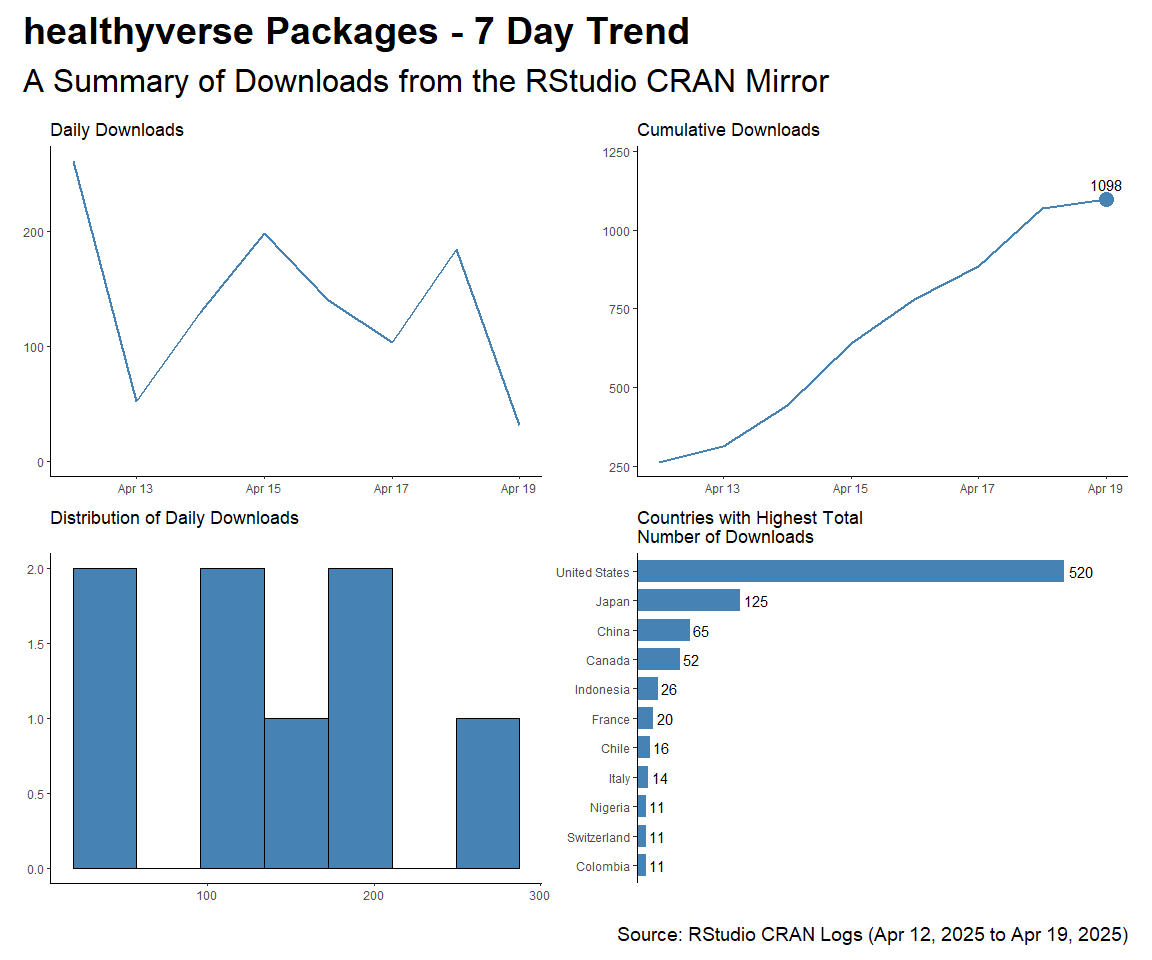 healthyverse Packages - 7 Day Trend
A Summary of Downloads from the RStudio CRAN Mirror
Daily Downloads
200
100
0
Apr 13
Apr 15
Apr 17
Apr 19
Cumulative Downloads
1250
1000
750
500
250
1098
Apr 13
Apr 15
Apr 17
Apr 19
Distribution of Daily Downloads
2.0
1.5
1.0
0.5
0.0
100
200
300
Countries with Highest Total
Number of Downloads
United States 520
Japan 125
China 65
Canada 52
Indonesia 26
France 20
Chile 16
Italy 14
Nigeria 11
Switzerland 11
Colombia 11
Source: RStudio CRAN Logs (Apr 12, 2025 to Apr 19, 2025)